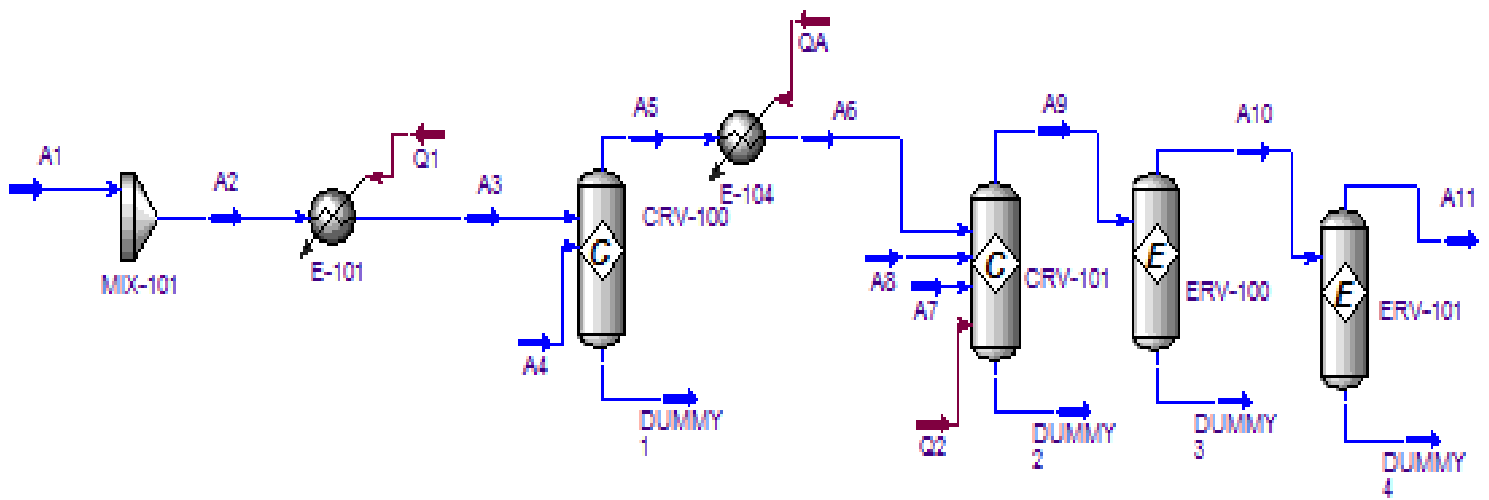 A1
MIX-101
A2
Q1
E-101
A3
A4
CRV-100
C
DUMMY
1
A5
QA
E-104
A6
A8
A7
Q2
CRV-101
C
DUMMY
2
A9
ERV-100
E
DUMMY
3
A10
ERV-101
E
DUMMY
4
A11